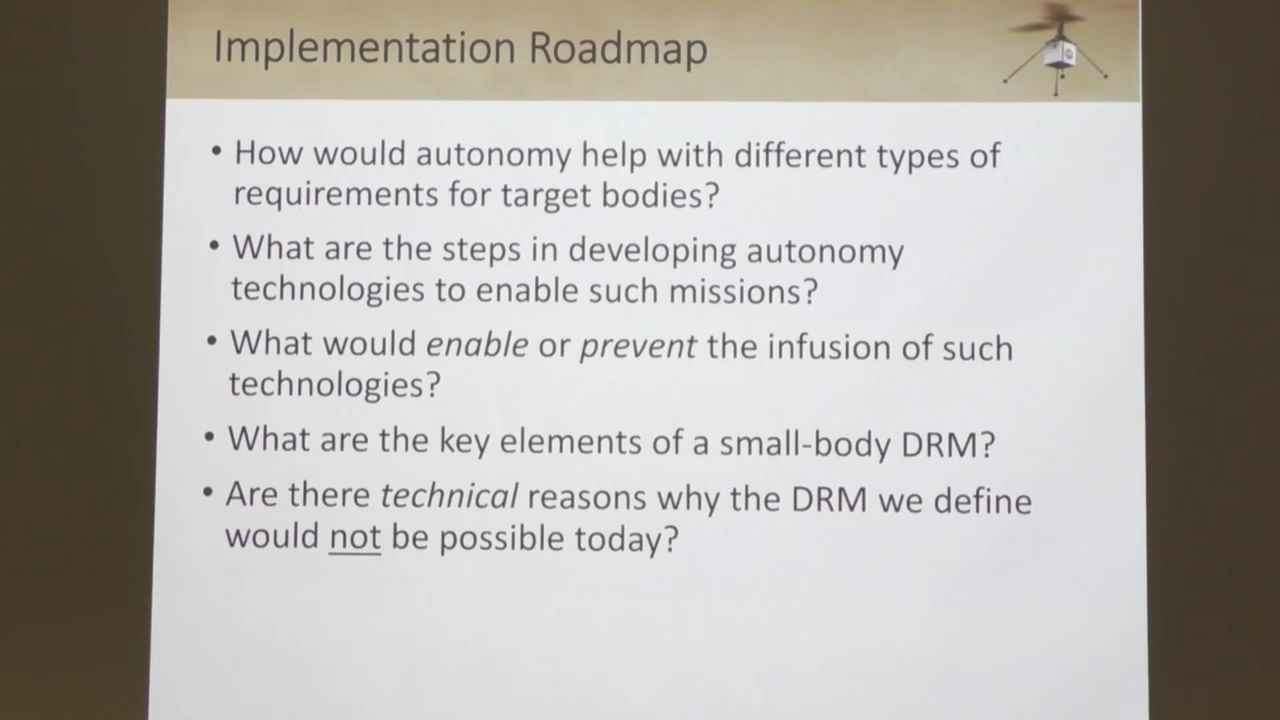 Implementation Roadmap
• How would autonomy help with different types of
requirements for target bodies?
• What are the steps in developing autonomy
technologies to enable such missions?
• What would enable or prevent the infusion of such
technologies?
• What are the key elements of a small-body DRM?
• Are there technical reasons why the DRM we define
would not be possible today?